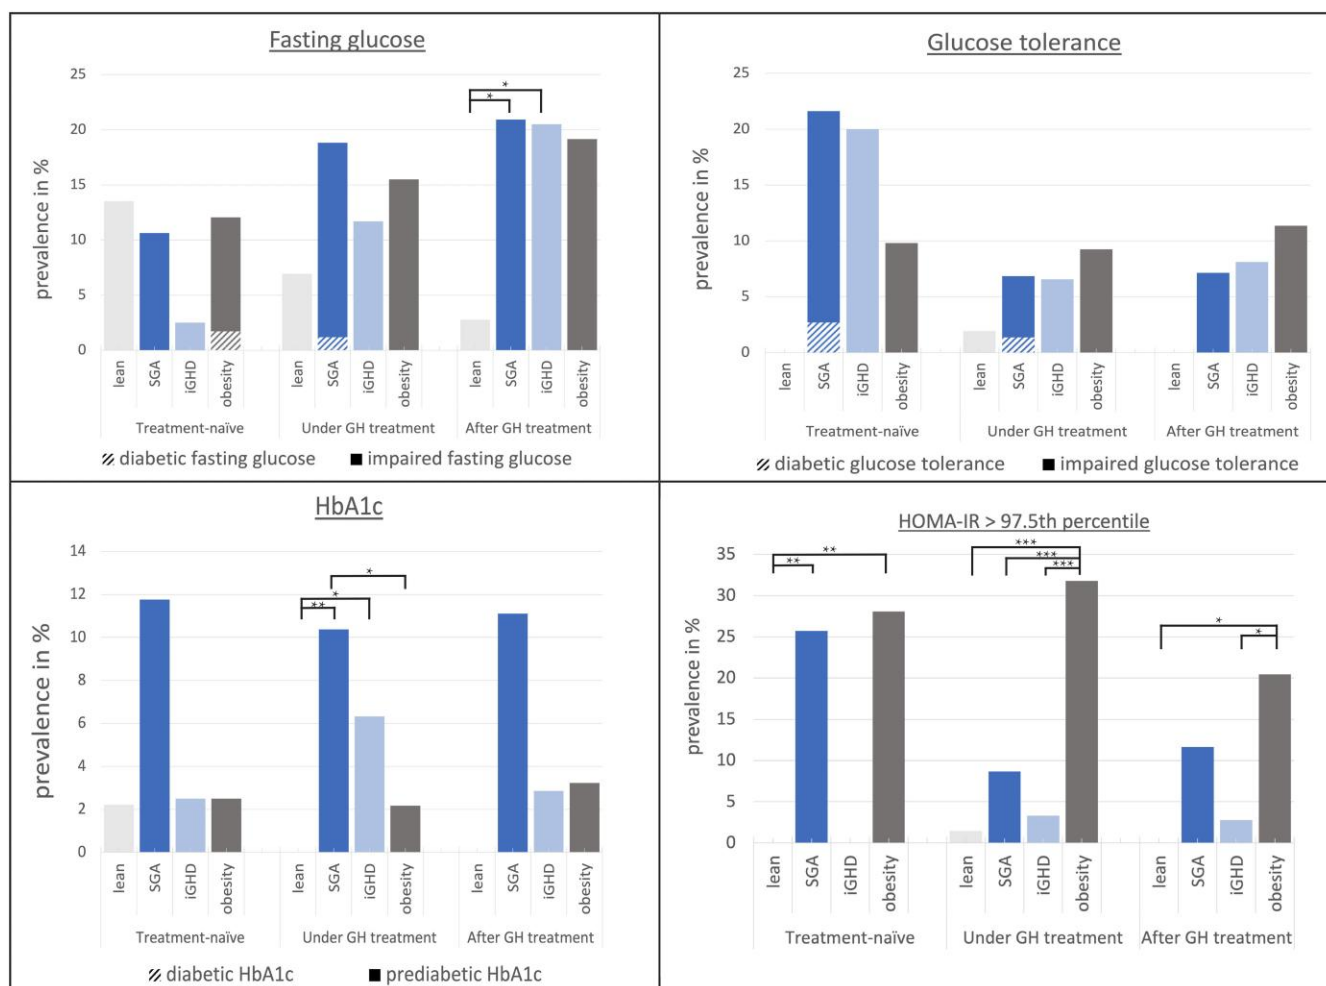 Fasting glucose
25
20
15
10
5
0
prevalence in %
*
*
lean SGA iGHD obesity lean SGA iGHD obesity lean SGA iGHD obesity
Treatment-naïve Under GH treatment After GH treatment
diabetic fasting glucose impaired fasting glucose
Glucose tolerance
25
20
15
10
5
0
prevalence in %
lean SGA iGHD obesity lean SGA iGHD obesity lean SGA iGHD obesity
Treatment-naïve Under GH treatment After GH treatment
diabetic glucose tolerance impaired glucose tolerance
HbA1c
14
12
10
8
6
4
2
0
prevalence in %
*
*
**
lean SGA iGHD obesity lean SGA iGHD obesity lean SGA iGHD obesity
Treatment-naïve Under GH treatment After GH treatment
diabetic HbA1c prediabetic HbA1c
HOMA-IR > 97.5th percentile
35
30
25
20
15
10
5
0
prevalence in %
**
**
***
***
***
*
*
lean SGA iGHD obesity lean SGA iGHD obesity lean SGA iGHD obesity
Treatment-naïve Under GH treatment After GH treatment